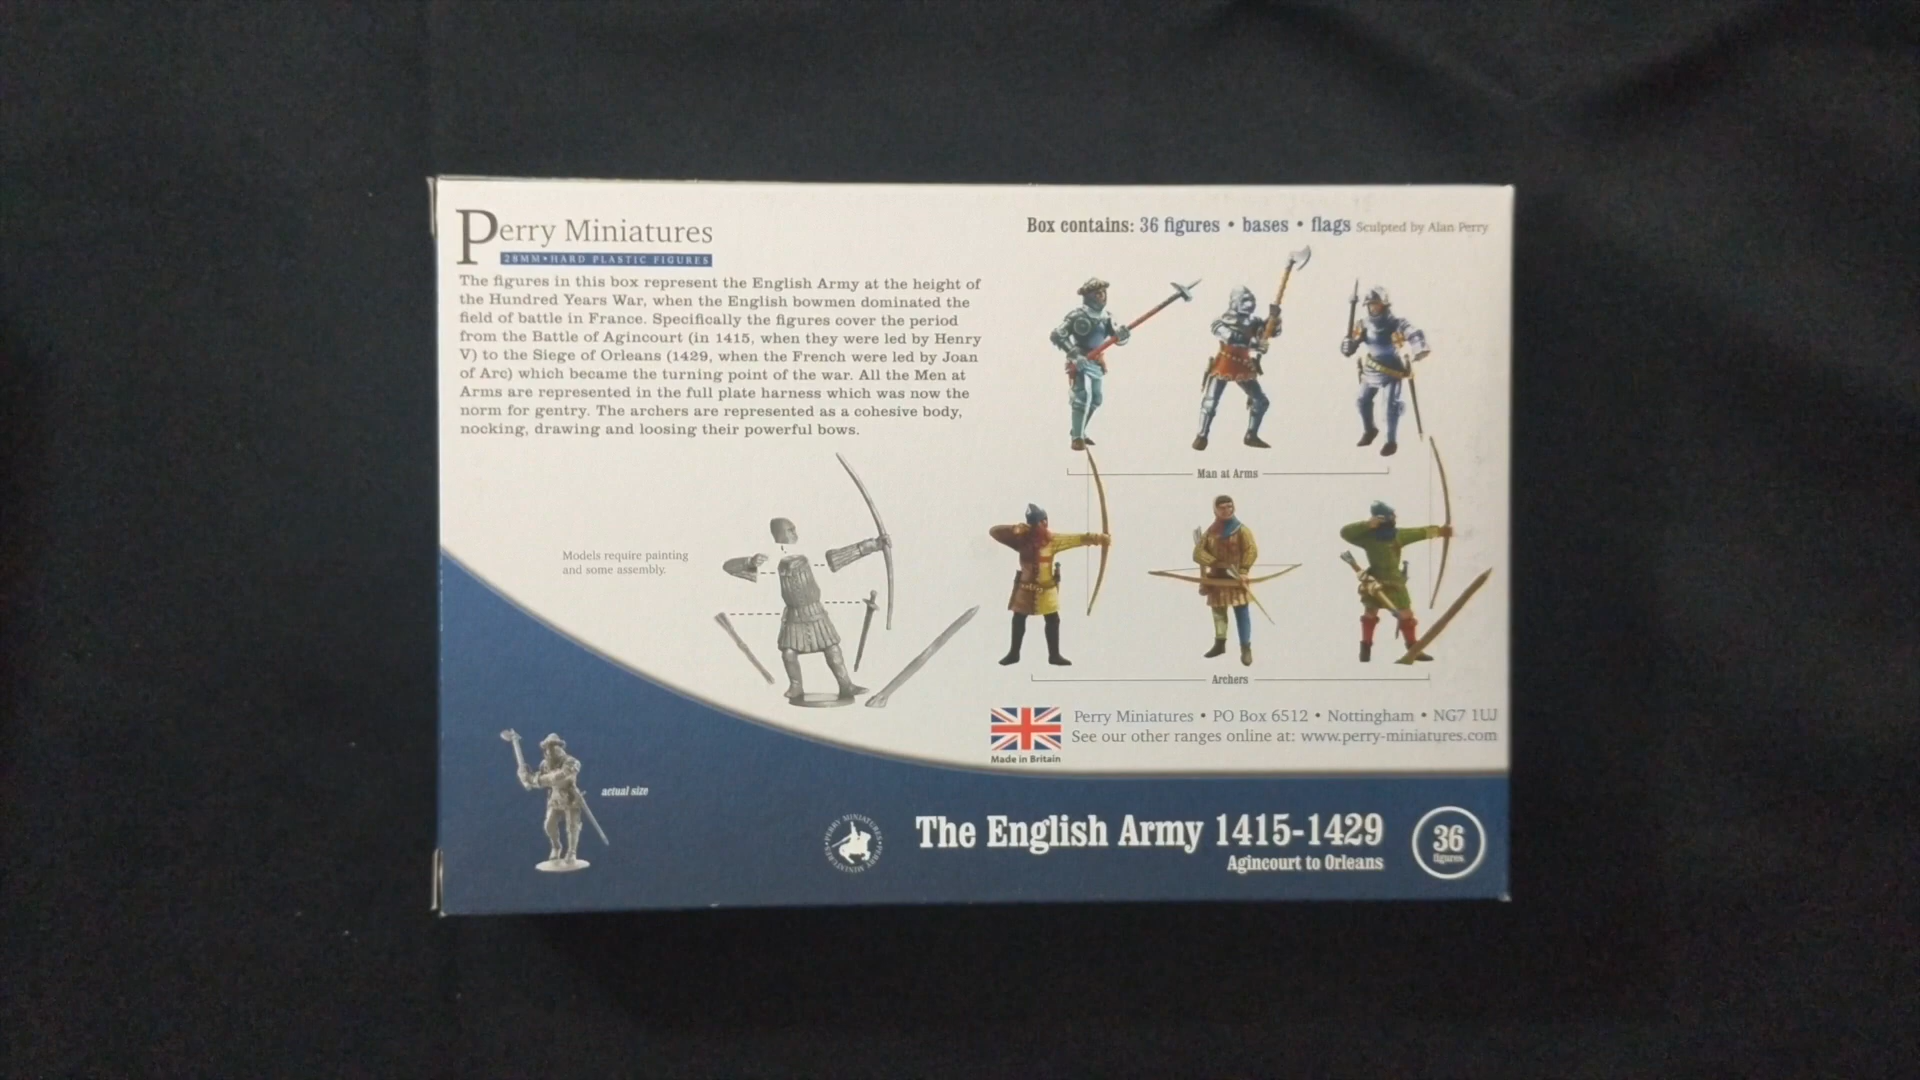 Perry Miniatures
28MM•HARD PLASTIC FIGURES
The figures in this box represent the English Army at the height of
the Hundred Years War, when the English bowmen dominated the
field of battle in France. Specifically the figures cover the period
from the Battle of Agincourt (in 1415, when they were led by Henry
V) to the Siege of Orleans (1429, when the French were led by Joan
of Arc) which became the turning point of the war. All the Men at
Arms are represented in the full plate harness which was now the
norm for gentry. The archers are represented as a cohesive body,
nocking, drawing and loosing their powerful bows.
Box contains: 36 figures • bases • flags Sculpted by Alan Perry
Man at Arms
Models require painting
and some assembly.
Archers
Perry Miniatures • PO Box 6512 • Nottingham • NG7 1UJ
See our other ranges online at: www.perry-miniatures.com
Made in Britain
actual size
PERRY MINIATURES•PERRY MINIATURES•
The English Army 1415-1429
Agincourt to Orleans
36
figures